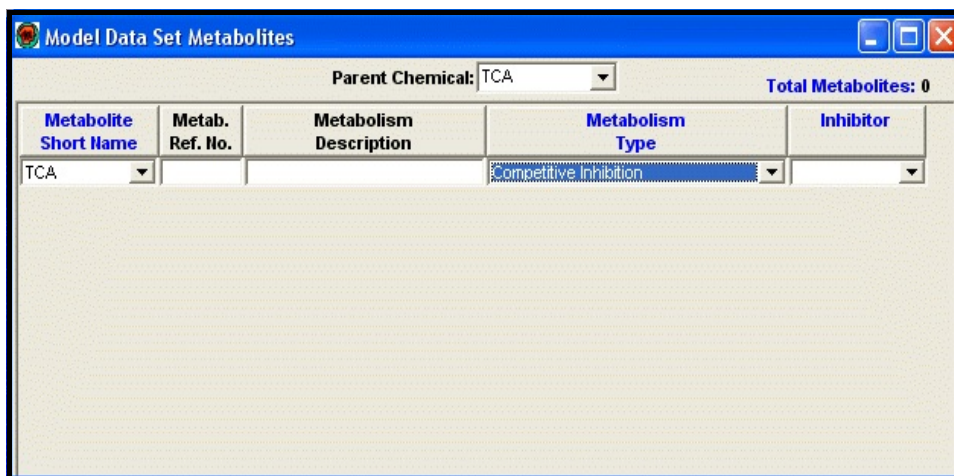 Model Data Set Metabolites
Parent Chemical: TCA
Total Metabolites: 0
Metabolite Short Name Metab. Ref. No. Metabolism Description Metabolism Type Inhibitor
TCA Competitive Inhibition